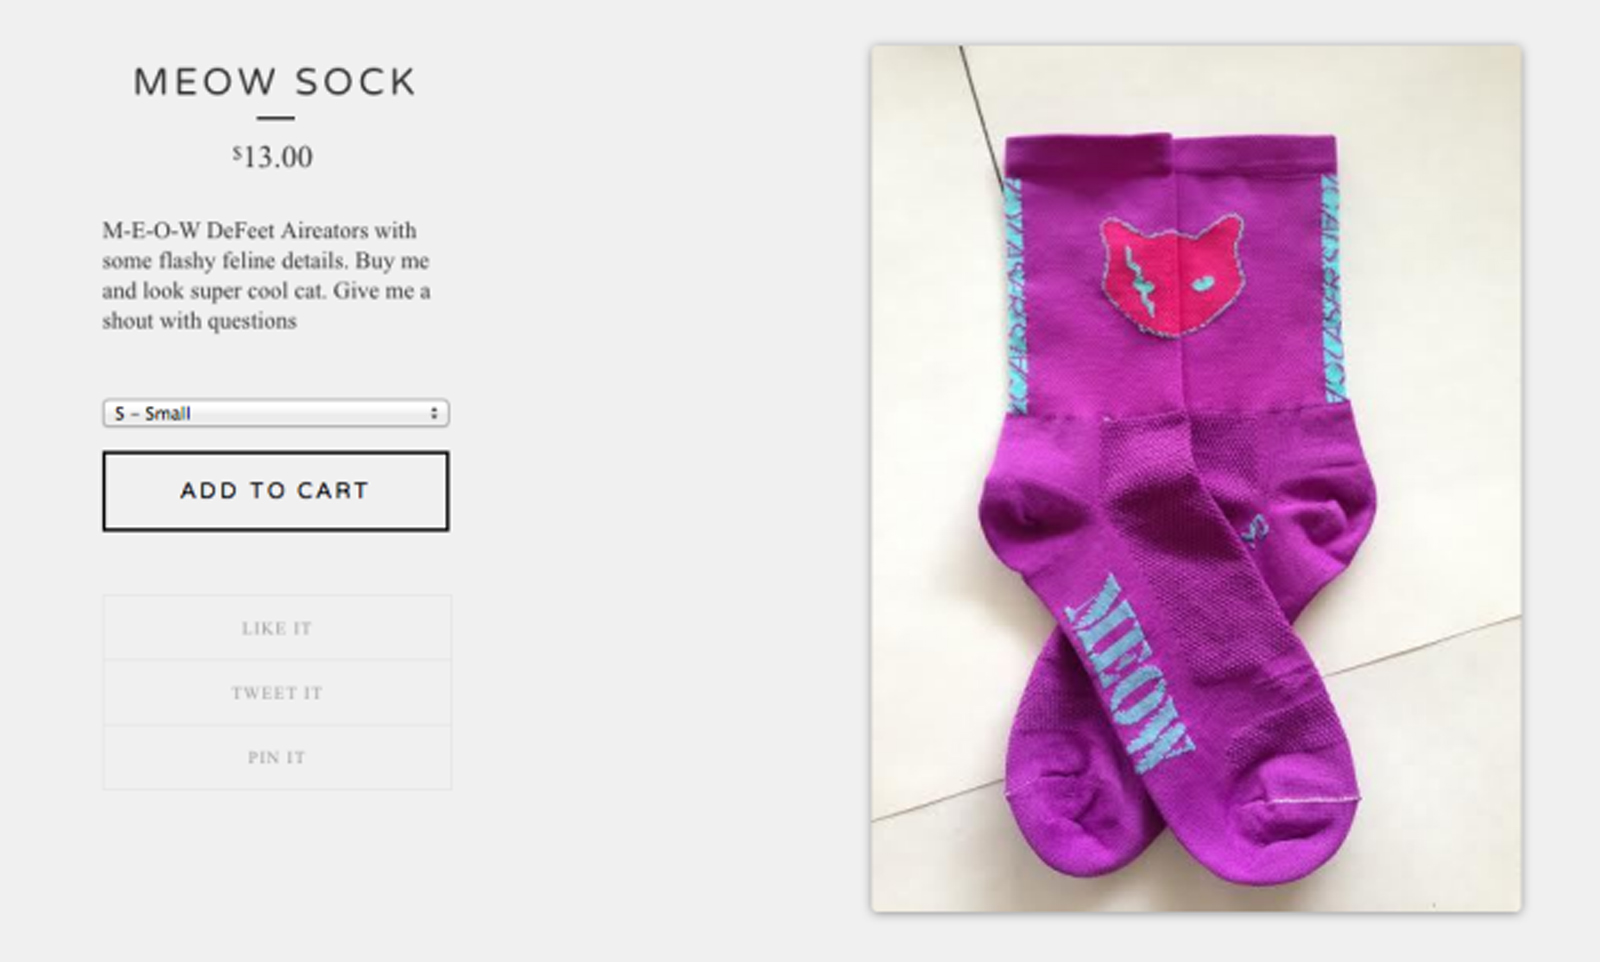 MEOW SOCK
$13.00
M-E-O-W DeFeet Aireators with
some flashy feline details. Buy me
and look super cool cat. Give me a
shout with questions
S – Small
ADD TO CART
LIKE IT
TWEET IT
PIN IT
MEOW